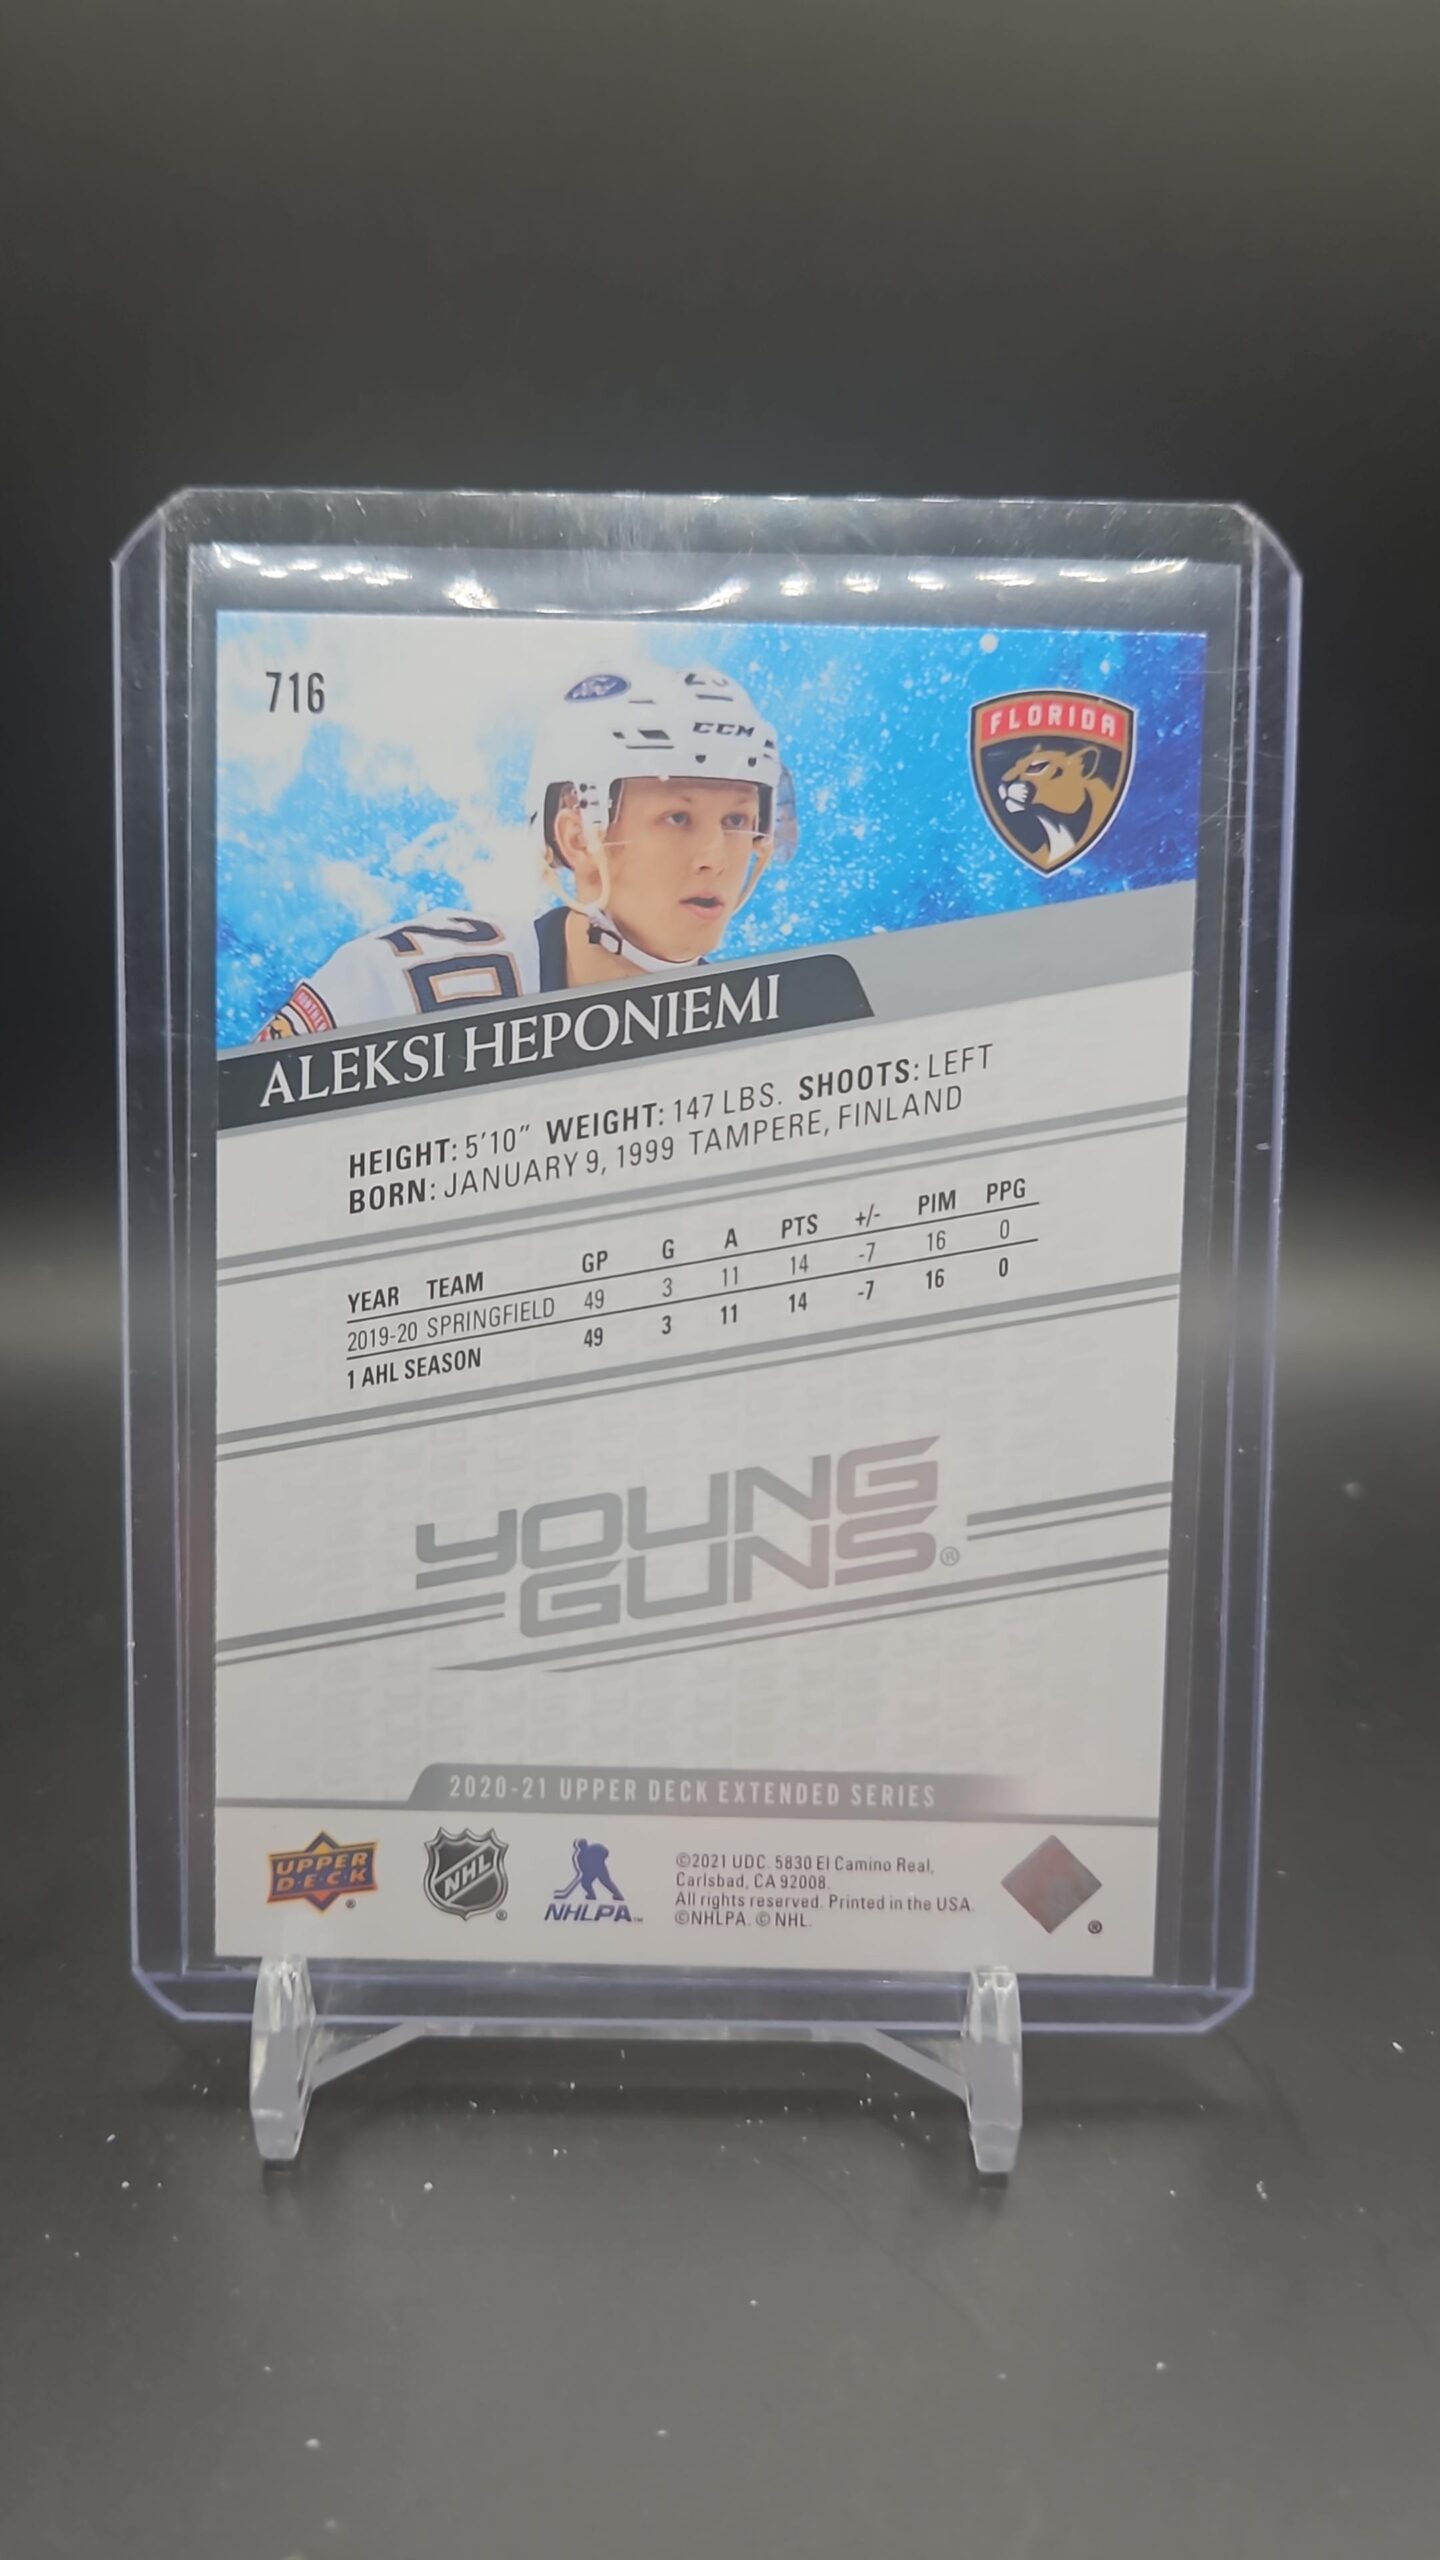 716
CCM
FLORIDA
20
ALEKSI HEPONIEMI
HEIGHT: 5'10" WEIGHT: 147 LBS. SHOOTS: LEFT
BORN: JANUARY 9, 1999 TAMPERE, FINLAND
YEAR TEAM GP G A PTS +/- PIM PPG
2019-20 SPRINGFIELD 49 3 11 14 -7 16 0
1 AHL SEASON 49 3 11 14 -7 16 0
YOUNG
GUNS®
2020-21 UPPER DECK EXTENDED SERIES
UPPER
D·E·C·K ®
NHL ®
NHLPA™
©2021 UDC. 5830 El Camino Real,
Carlsbad, CA 92008.
All rights reserved. Printed in the USA.
©NHLPA. © NHL.
®